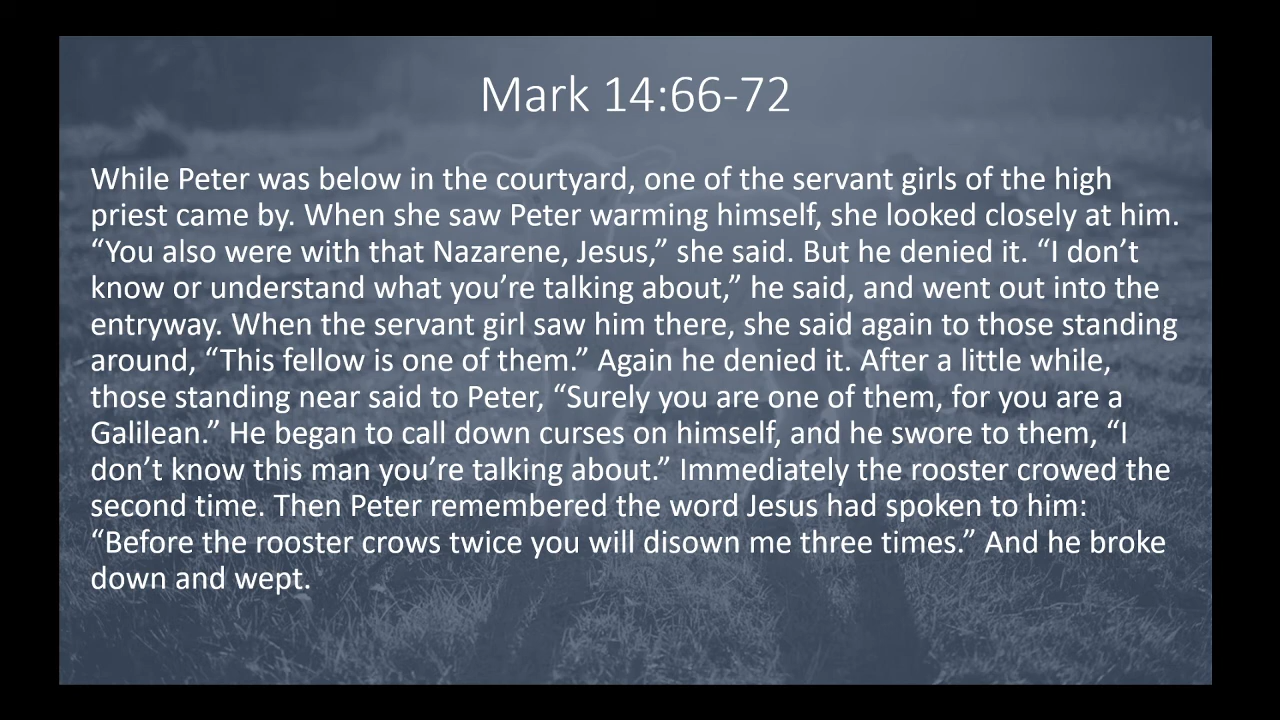 Mark 14:66-72
While Peter was below in the courtyard, one of the servant girls of the high
priest came by. When she saw Peter warming himself, she looked closely at him.
“You also were with that Nazarene, Jesus,” she said. But he denied it. “I don’t
know or understand what you’re talking about,” he said, and went out into the
entryway. When the servant girl saw him there, she said again to those standing
around, “This fellow is one of them.” Again he denied it. After a little while,
those standing near said to Peter, “Surely you are one of them, for you are a
Galilean.” He began to call down curses on himself, and he swore to them, “I
don’t know this man you’re talking about.” Immediately the rooster crowed the
second time. Then Peter remembered the word Jesus had spoken to him:
“Before the rooster crows twice you will disown me three times.” And he broke
down and wept.